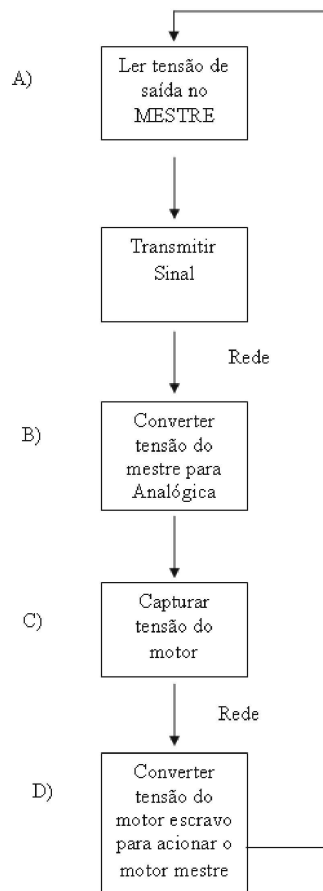 A)
Ler tensão de
saída no
MESTRE
Transmitir
Sinal
Rede
B)
Converter
tensão do
mestre para
Analógica
C)
Capturar
tensão do
motor
Rede
D)
Converter
tensão do
motor escravo
para acionar o
motor mestre